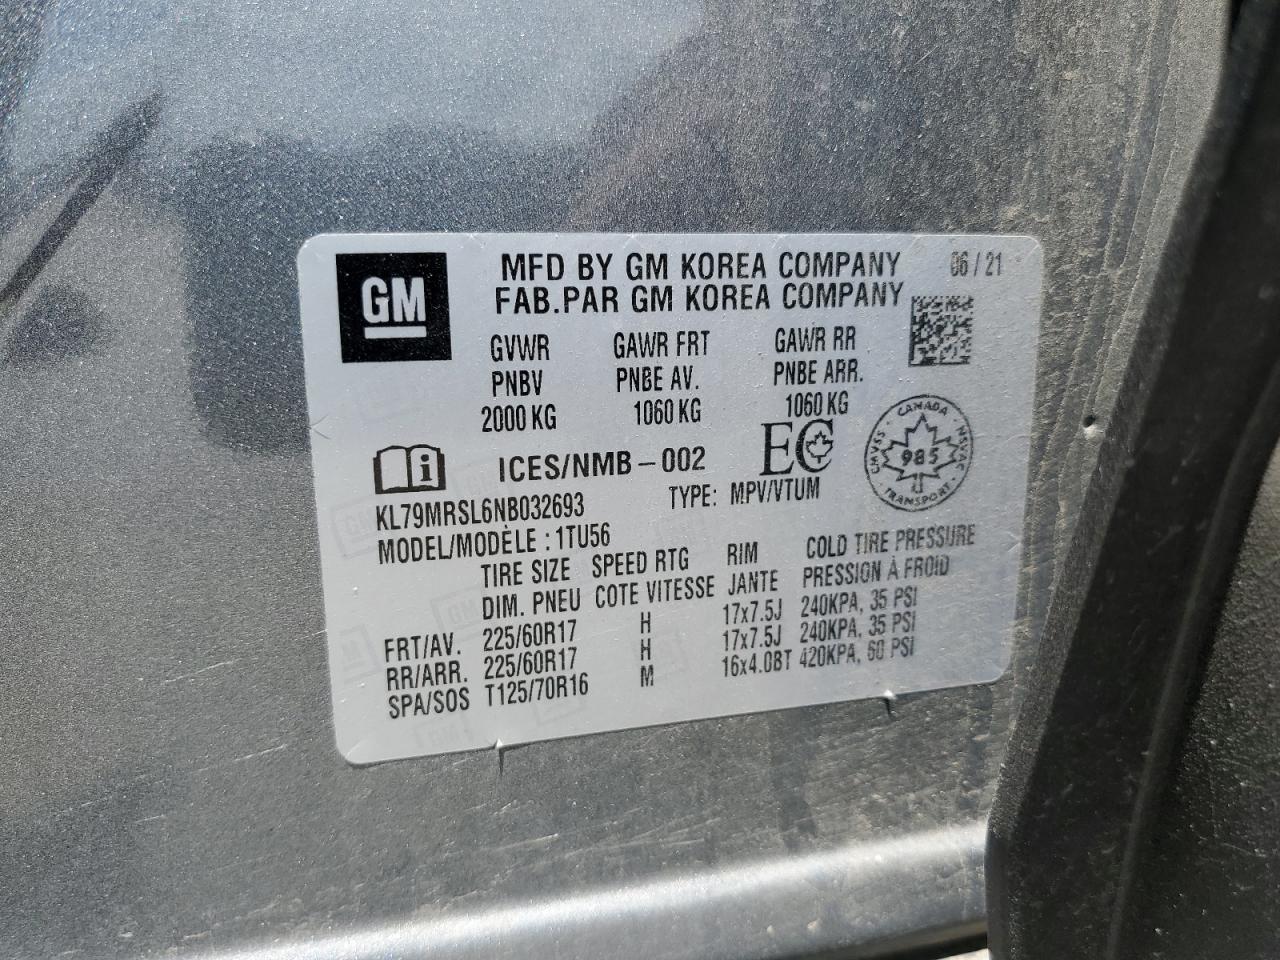 GM
MFD BY GM KOREA COMPANY 06/21
FAB.PAR GM KOREA COMPANY
GVWR GAWR FRT GAWR RR
PNBV PNBE AV. PNBE ARR.
2000 KG 1060 KG 1060 KG
i ICES/NMB-002 EC
CANADA
CMVSS NSVAC
985
TRANSPORT
KL79MRSL6NB032693 TYPE: MPV/VTUM
MODEL/MODÈLE : 1TU56
TIRE SIZE SPEED RTG RIM COLD TIRE PRESSURE
DIM. PNEU COTE VITESSE JANTE PRESSION À FROID
FRT/AV. 225/60R17 H 17x7.5J 240KPA, 35 PSI
RR/ARR. 225/60R17 H 17x7.5J 240KPA, 35 PSI
SPA/SOS T125/70R16 M 16x4.0BT 420KPA, 60 PSI